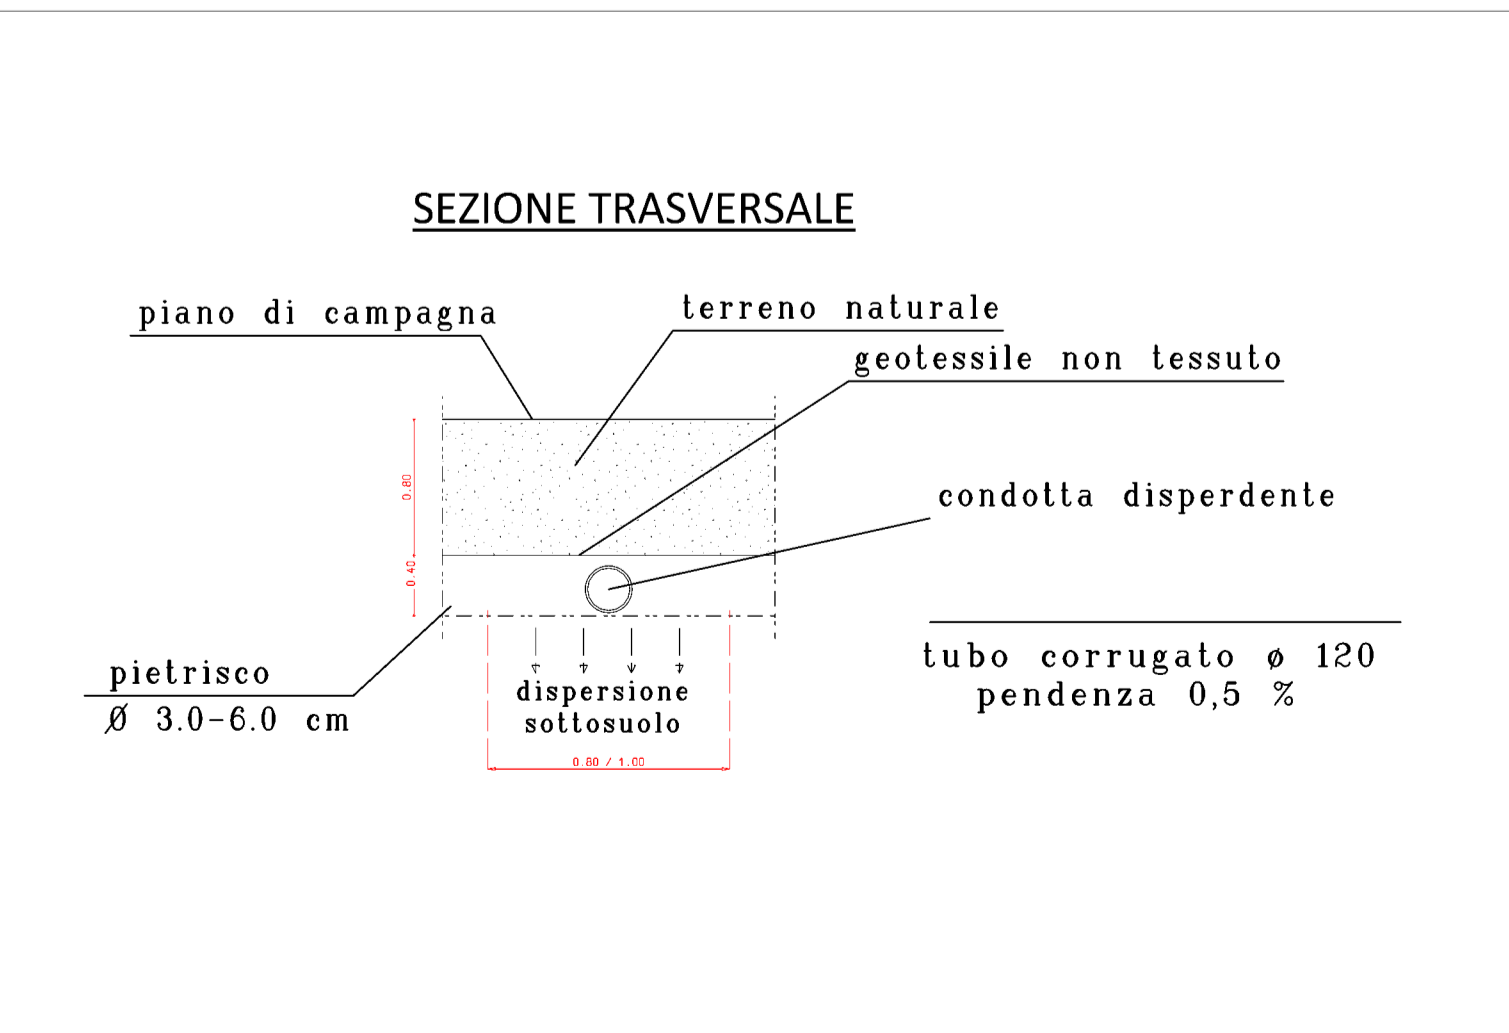 SEZIONE TRASVERSALE
piano di campagna
terreno naturale
geotessile non tessuto
0.80
condotta disperdente
0.40
pietrisco
Ø 3.0-6.0 cm
dispersione
sottosuolo
tubo corrugato ø 120
pendenza 0,5 %
0.80 / 1.00